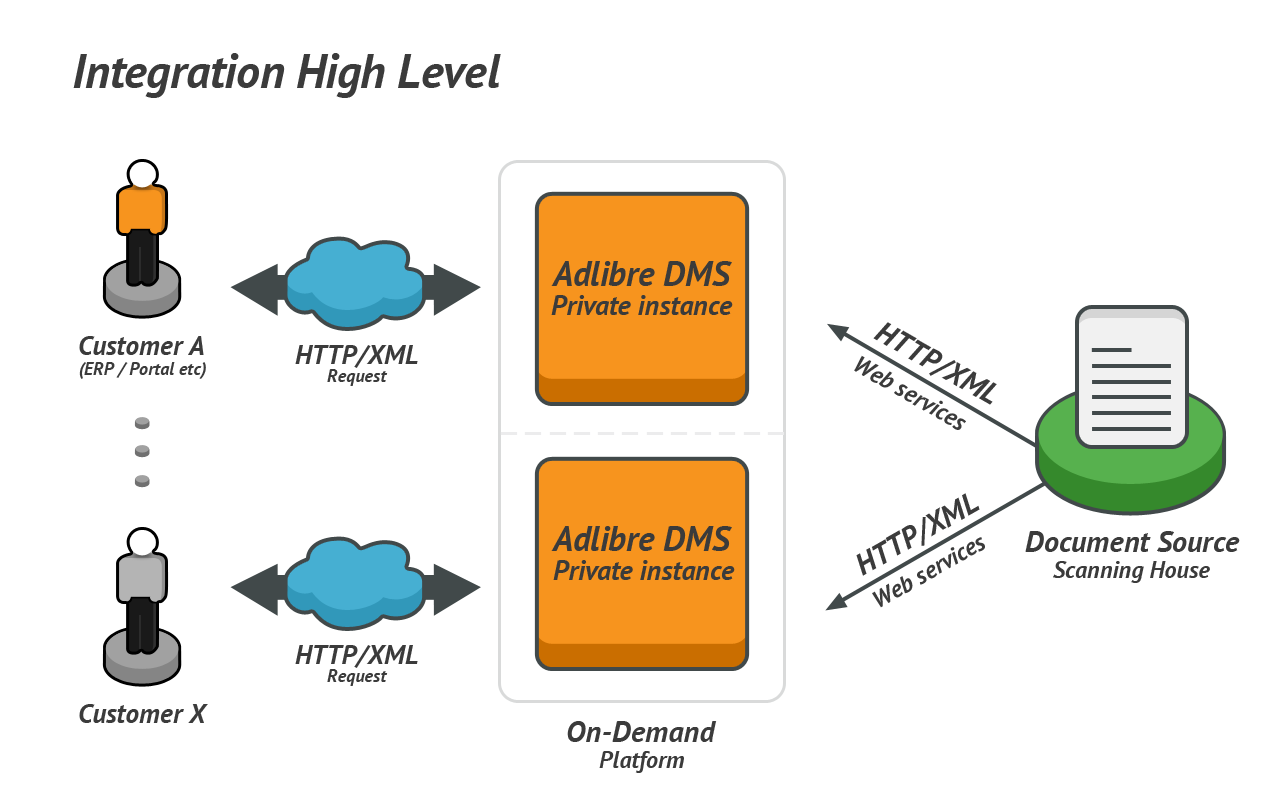 Integration High Level
Customer A
(ERP / Portal etc)
HTTP/XML
Request
Adlibre DMS
Private instance
HTTP/XML
Web services
Customer X
HTTP/XML
Request
Adlibre DMS
Private instance
HTTP/XML
Web services
Document Source
Scanning House
On-Demand
Platform